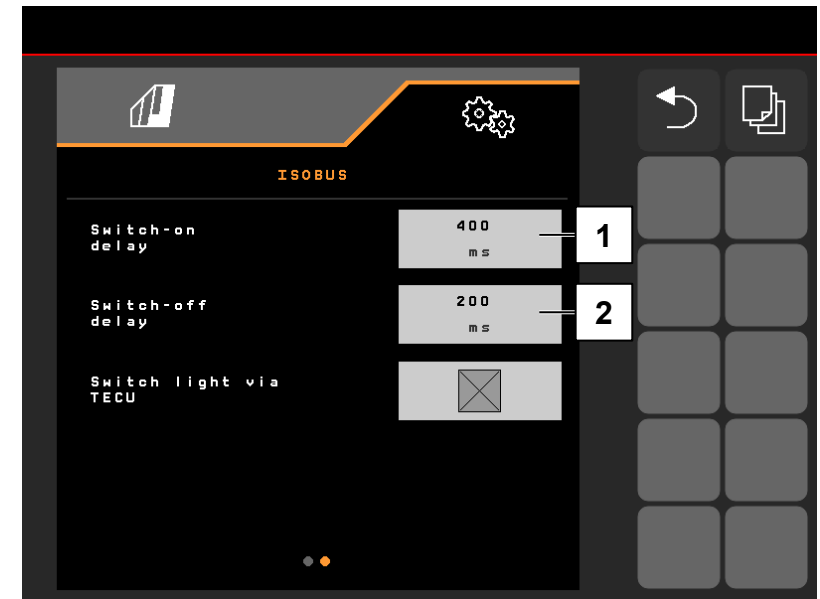 ISOBUS
Switch-on
delay
400
ms
1
Switch-off
delay
200
ms
2
Switch light via
TECU